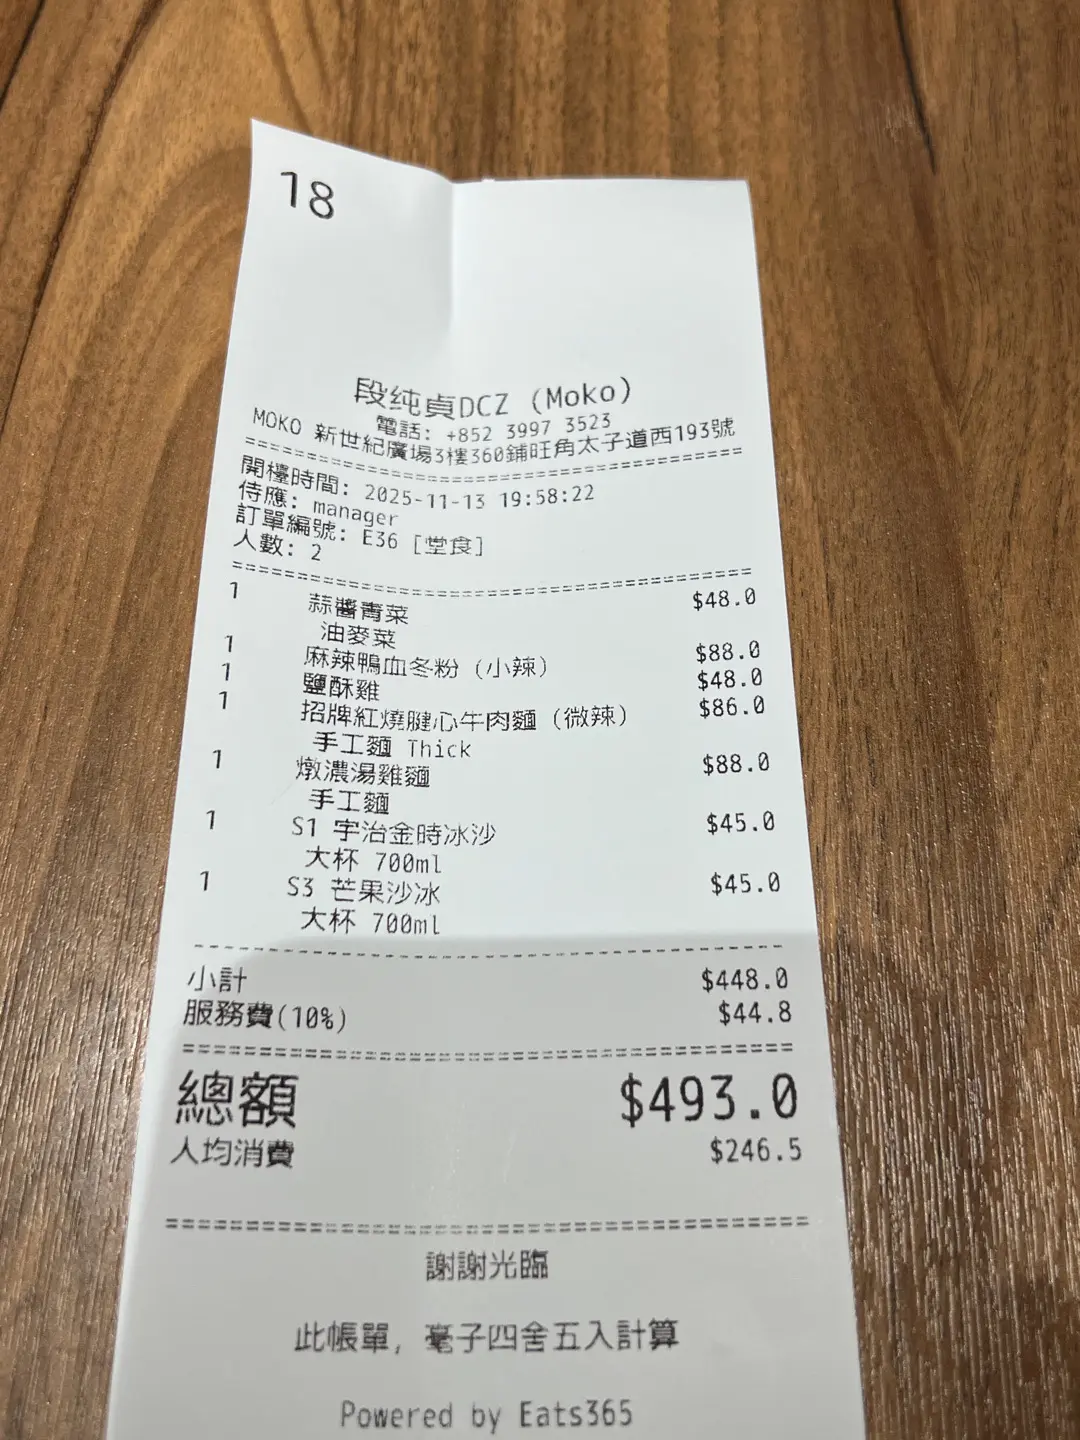 18
段純貞DCZ (Moko)
電話: +852 3997 3523
MOKO 新世紀廣場3樓360鋪旺角太子道西193號
開檯時間: 2025-11-13 19:58:22
侍應: manager
訂單編號: E36 [堂食]
人數: 2
1 蒜醬青菜 $48.0
油麥菜
1 麻辣鴨血冬粉 (小辣) $88.0
1 鹽酥雞 $48.0
1 招牌紅燒腱心牛肉麵 (微辣) $86.0
手工麵 Thick
1 燉濃湯雞麵 $88.0
手工麵
1 S1 宇治金時冰沙 $45.0
大杯 700ml
1 S3 芒果沙冰 $45.0
大杯 700ml
小計 $448.0
服務費(10%) $44.8
總額 $493.0
人均消費 $246.5
謝謝光臨
此帳單, 毫子四舍五入計算
Powered by Eats365